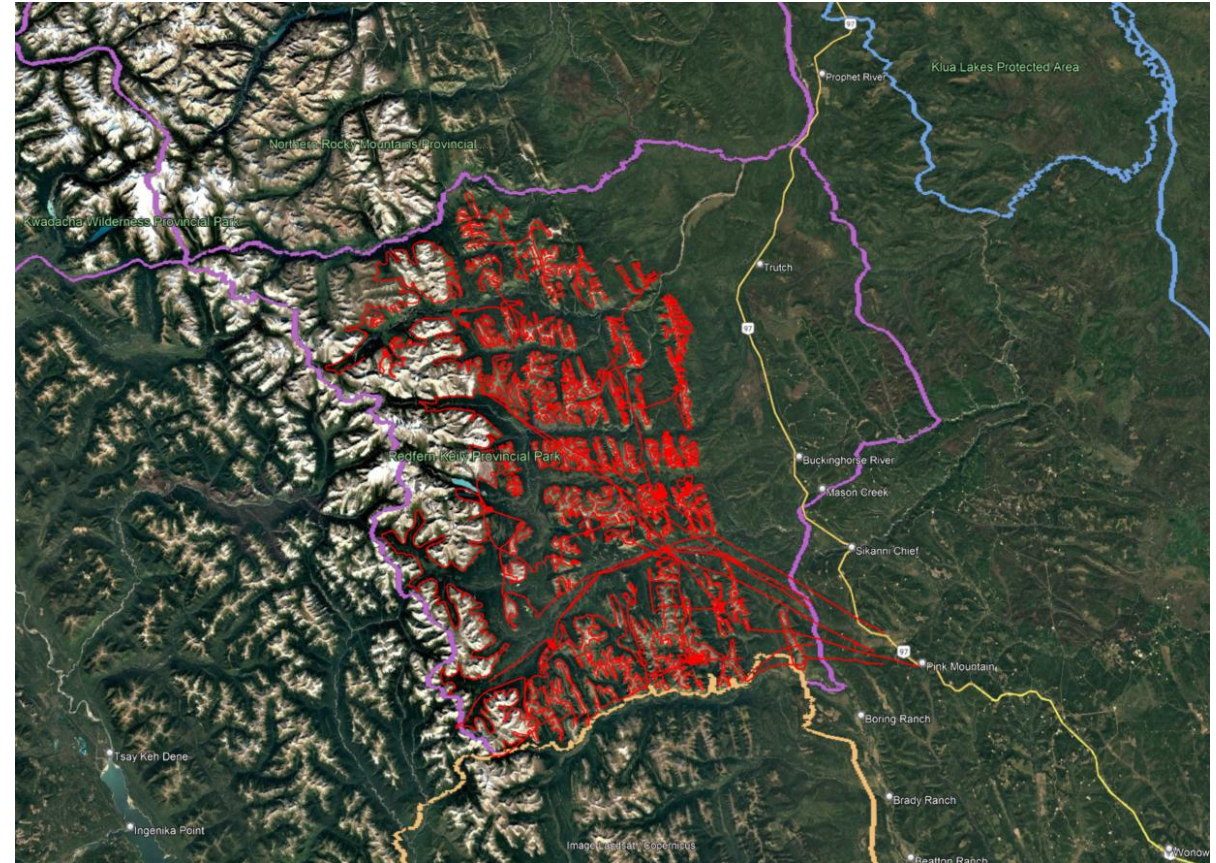 97
Prophet River
Klua Lakes Protected Area
Northern Rocky Mountains Provincial
Kwadacha Wilderness Provincial Park
Trutch
97
Redfern-Keily Provincial Park
Buckinghorse River
Mason Creek
Sikanni Chief
97
Pink Mountain
Boring Ranch
Tsay Keh Dene
Brady Ranch
Ingenika Point
Image Landsat / Copernicus
Wonow
Beatton Ranch